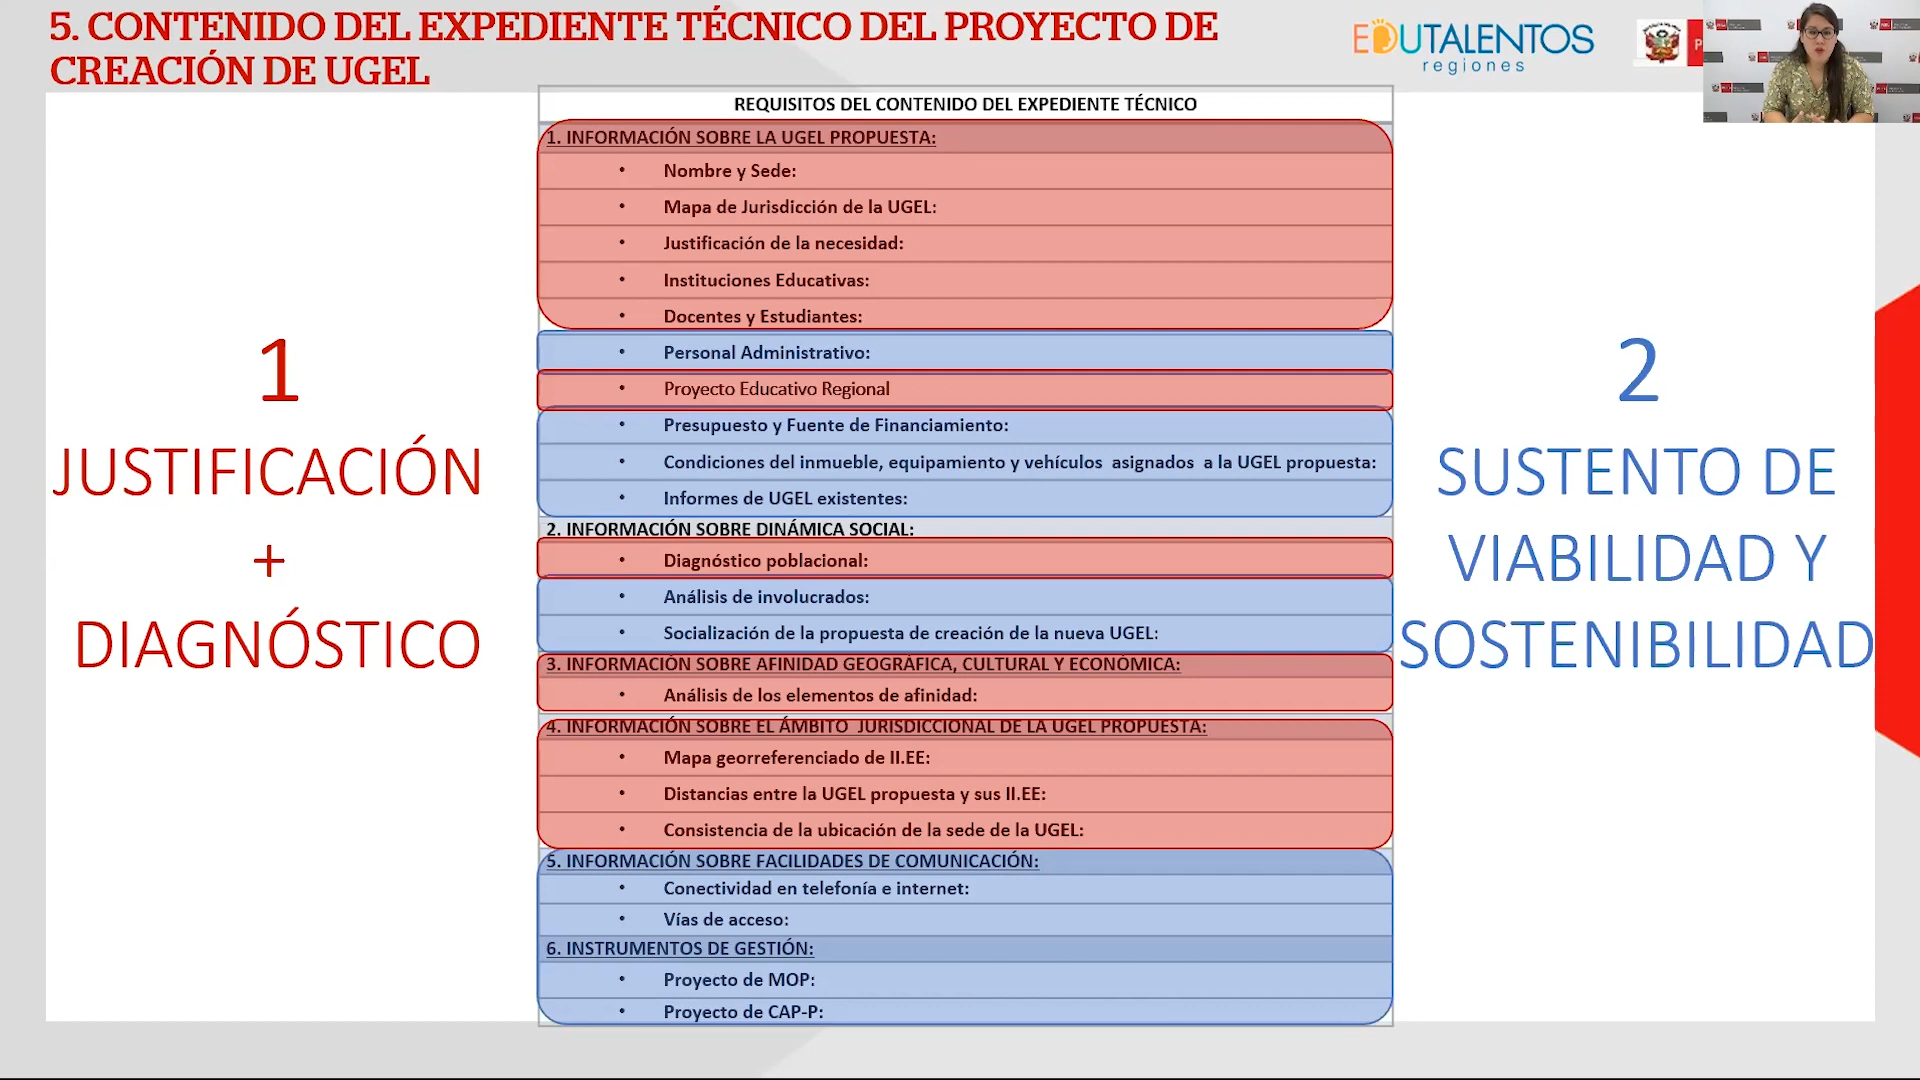 5. CONTENIDO DEL EXPEDIENTE TÉCNICO DEL PROYECTO DE
CREACIÓN DE UGEL
EDUTALENTOS
regiones
P
REQUISITOS DEL CONTENIDO DEL EXPEDIENTE TÉCNICO
1. INFORMACIÓN SOBRE LA UGEL PROPUESTA:
• Nombre y Sede:
• Mapa de Jurisdicción de la UGEL:
• Justificación de la necesidad:
• Instituciones Educativas:
• Docentes y Estudiantes:
• Personal Administrativo:
• Proyecto Educativo Regional
• Presupuesto y Fuente de Financiamiento:
• Condiciones del inmueble, equipamiento y vehículos asignados a la UGEL propuesta:
• Informes de UGEL existentes:
2. INFORMACIÓN SOBRE DINÁMICA SOCIAL:
• Diagnóstico poblacional:
• Análisis de involucrados:
• Socialización de la propuesta de creación de la nueva UGEL:
3. INFORMACIÓN SOBRE AFINIDAD GEOGRÁFICA, CULTURAL Y ECONÓMICA:
• Análisis de los elementos de afinidad:
4. INFORMACIÓN SOBRE EL ÁMBITO JURISDICCIONAL DE LA UGEL PROPUESTA:
• Mapa georreferenciado de II.EE:
• Distancias entre la UGEL propuesta y sus II.EE:
• Consistencia de la ubicación de la sede de la UGEL:
5. INFORMACIÓN SOBRE FACILIDADES DE COMUNICACIÓN:
• Conectividad en telefonía e internet:
• Vías de acceso:
6. INSTRUMENTOS DE GESTIÓN:
• Proyecto de MOP:
• Proyecto de CAP-P:
1
JUSTIFICACIÓN
+
DIAGNÓSTICO
2
SUSTENTO DE
VIABILIDAD Y
SOSTENIBILIDAD